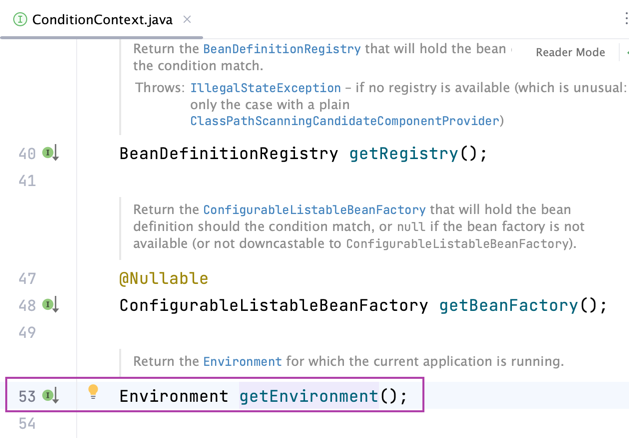 ConditionContext.java
Return the BeanDefinitionRegistry that will hold the bean
Reader Mode
the condition match.
Throws: IllegalStateException – if no registry is available (which is unusual:
only the case with a plain
ClassPathScanningCandidateComponentProvider)
40 BeanDefinitionRegistry getRegistry();
41
Return the ConfigurableListableBeanFactory that will hold the bean
definition should the condition match, or null if the bean factory is not
available (or not downcastable to ConfigurableListableBeanFactory).
47 @Nullable
48 ConfigurableListableBeanFactory getBeanFactory();
49
Return the Environment for which the current application is running.
53 Environment getEnvironment();
54